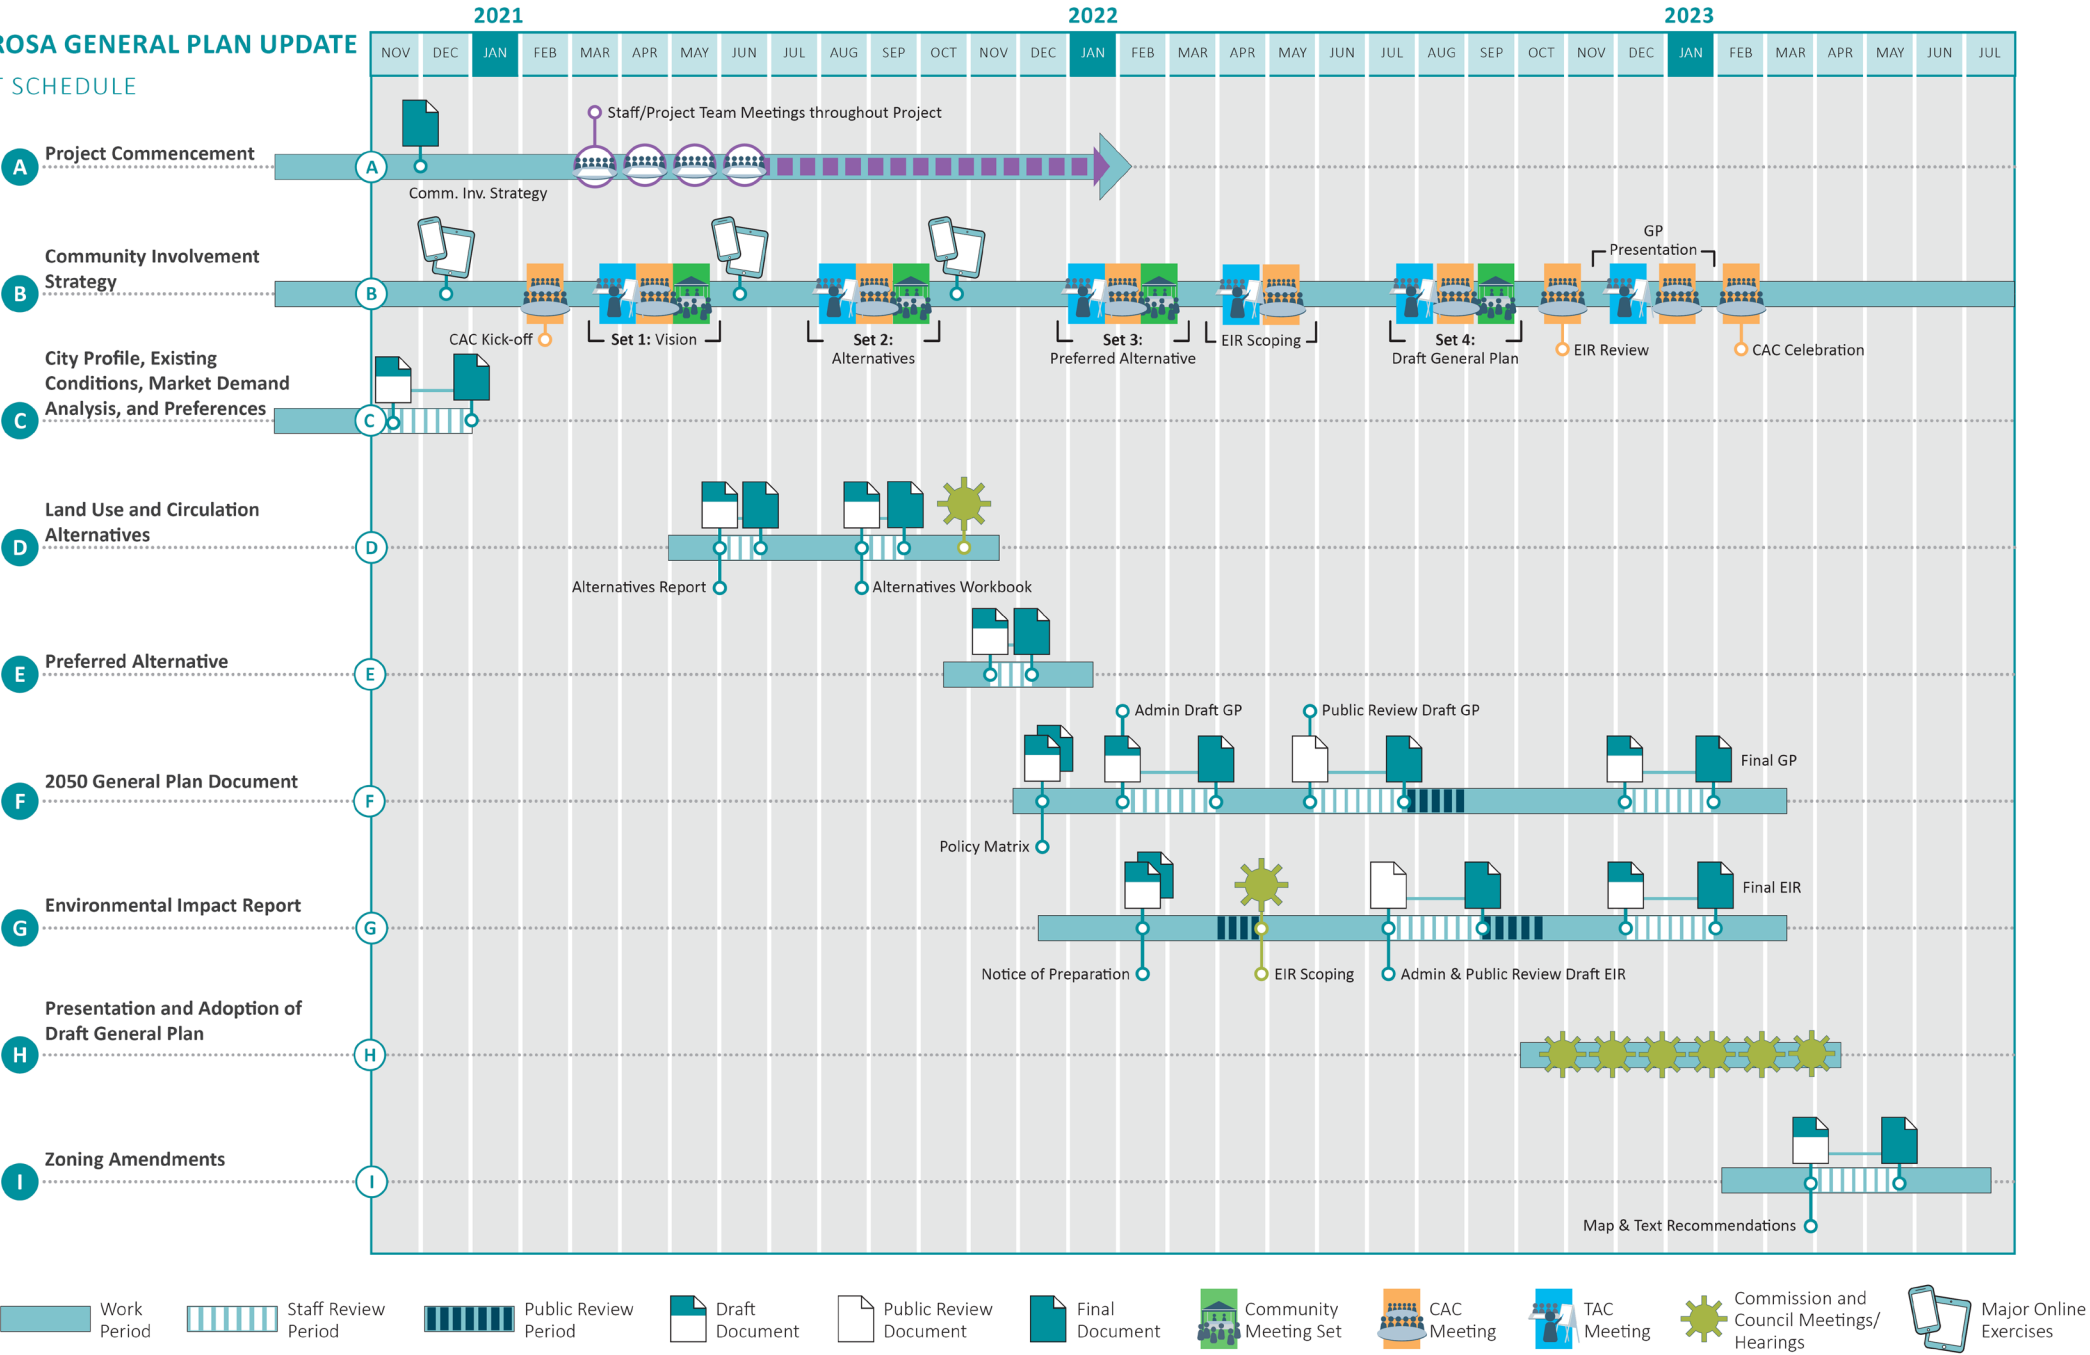 2021 2022 2023
ROSA GENERAL PLAN UPDATE
SCHEDULE
NOV DEC JAN FEB MAR APR MAY JUN JUL AUG SEP OCT NOV DEC JAN FEB MAR APR MAY JUN JUL AUG SEP OCT NOV DEC JAN FEB MAR APR MAY JUN JUL
Staff/Project Team Meetings throughout Project
A Project Commencement A
Comm. Inv. Strategy
GP
Presentation
Community Involvement
Strategy
B B
CAC Kick-off
Set 1: Vision
Set 2:
Alternatives
Set 3:
Preferred Alternative
EIR Scoping
Set 4:
Draft General Plan
EIR Review
CAC Celebration
City Profile, Existing
Conditions, Market Demand
Analysis, and Preferences
C C
Land Use and Circulation
Alternatives
D D
Alternatives Report
Alternatives Workbook
Preferred Alternative
E E
Admin Draft GP
Public Review Draft GP
2050 General Plan Document
Final GP
F F
Policy Matrix
Environmental Impact Report
Final EIR
G G
Notice of Preparation
EIR Scoping
Admin & Public Review Draft EIR
Presentation and Adoption of
Draft General Plan
H H
Zoning Amendments
I I
Map & Text Recommendations
Work
Period
Staff Review
Period
Public Review
Period
Draft
Document
Public Review
Document
Final
Document
Community
Meeting Set
CAC
Meeting
TAC
Meeting
Commission and
Council Meetings/
Hearings
Major Online
Exercises